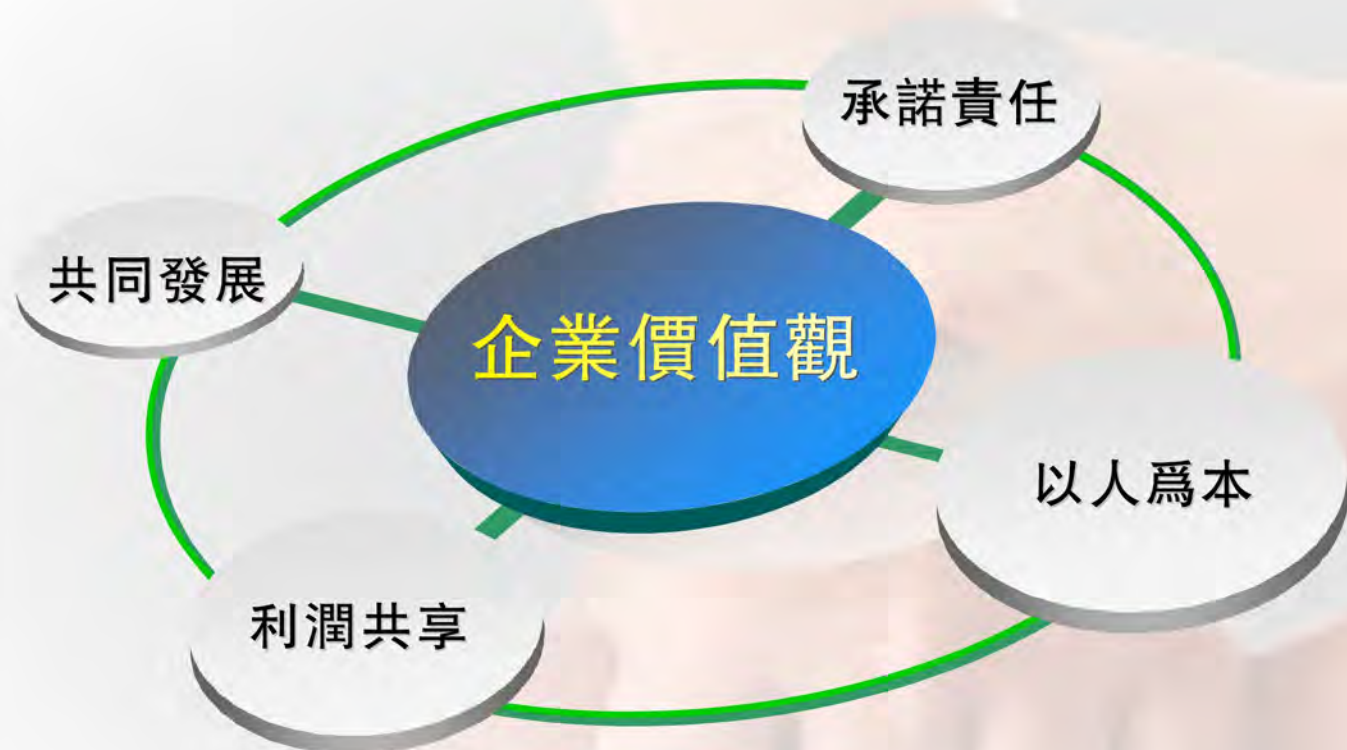 承諾責任
共同發展
企業價值觀
以人爲本
利潤共享